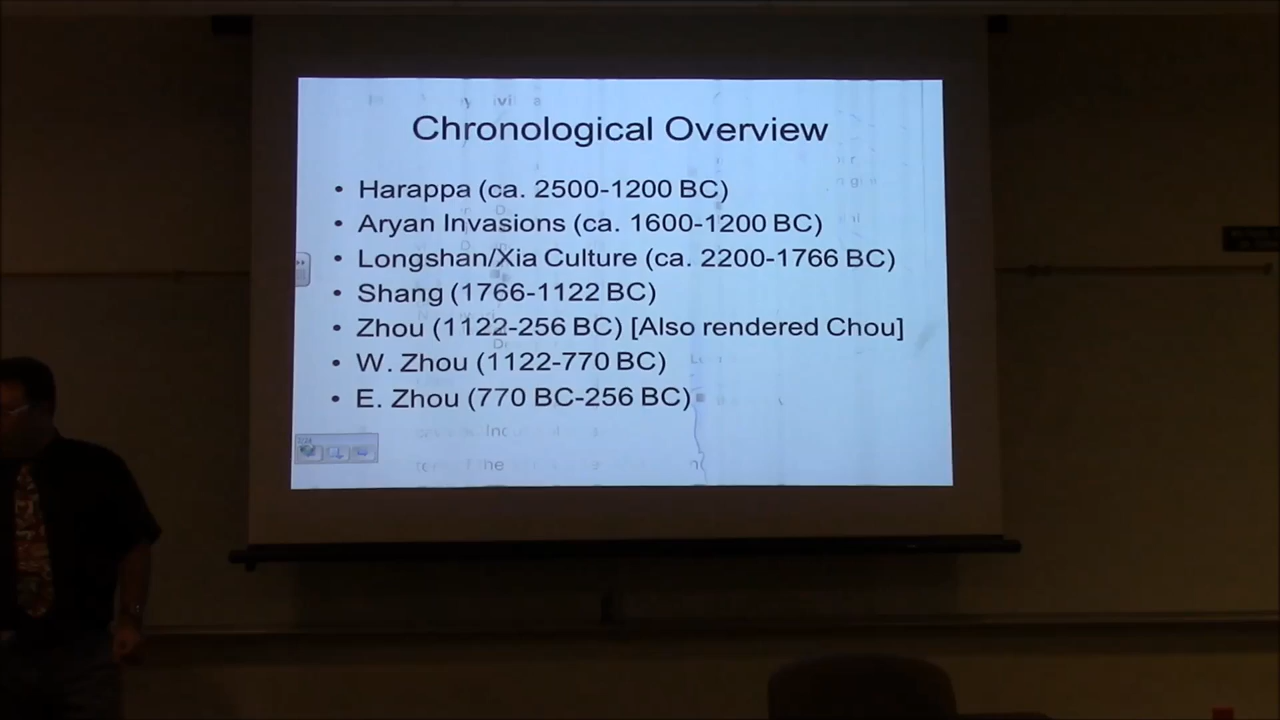 Chronological Overview
• Harappa (ca. 2500-1200 BC)
• Aryan Invasions (ca. 1600-1200 BC)
• Longshan/Xia Culture (ca. 2200-1766 BC)
• Shang (1766-1122 BC)
• Zhou (1122-256 BC) [Also rendered Chou]
• W. Zhou (1122-770 BC)
• E. Zhou (770 BC-256 BC)